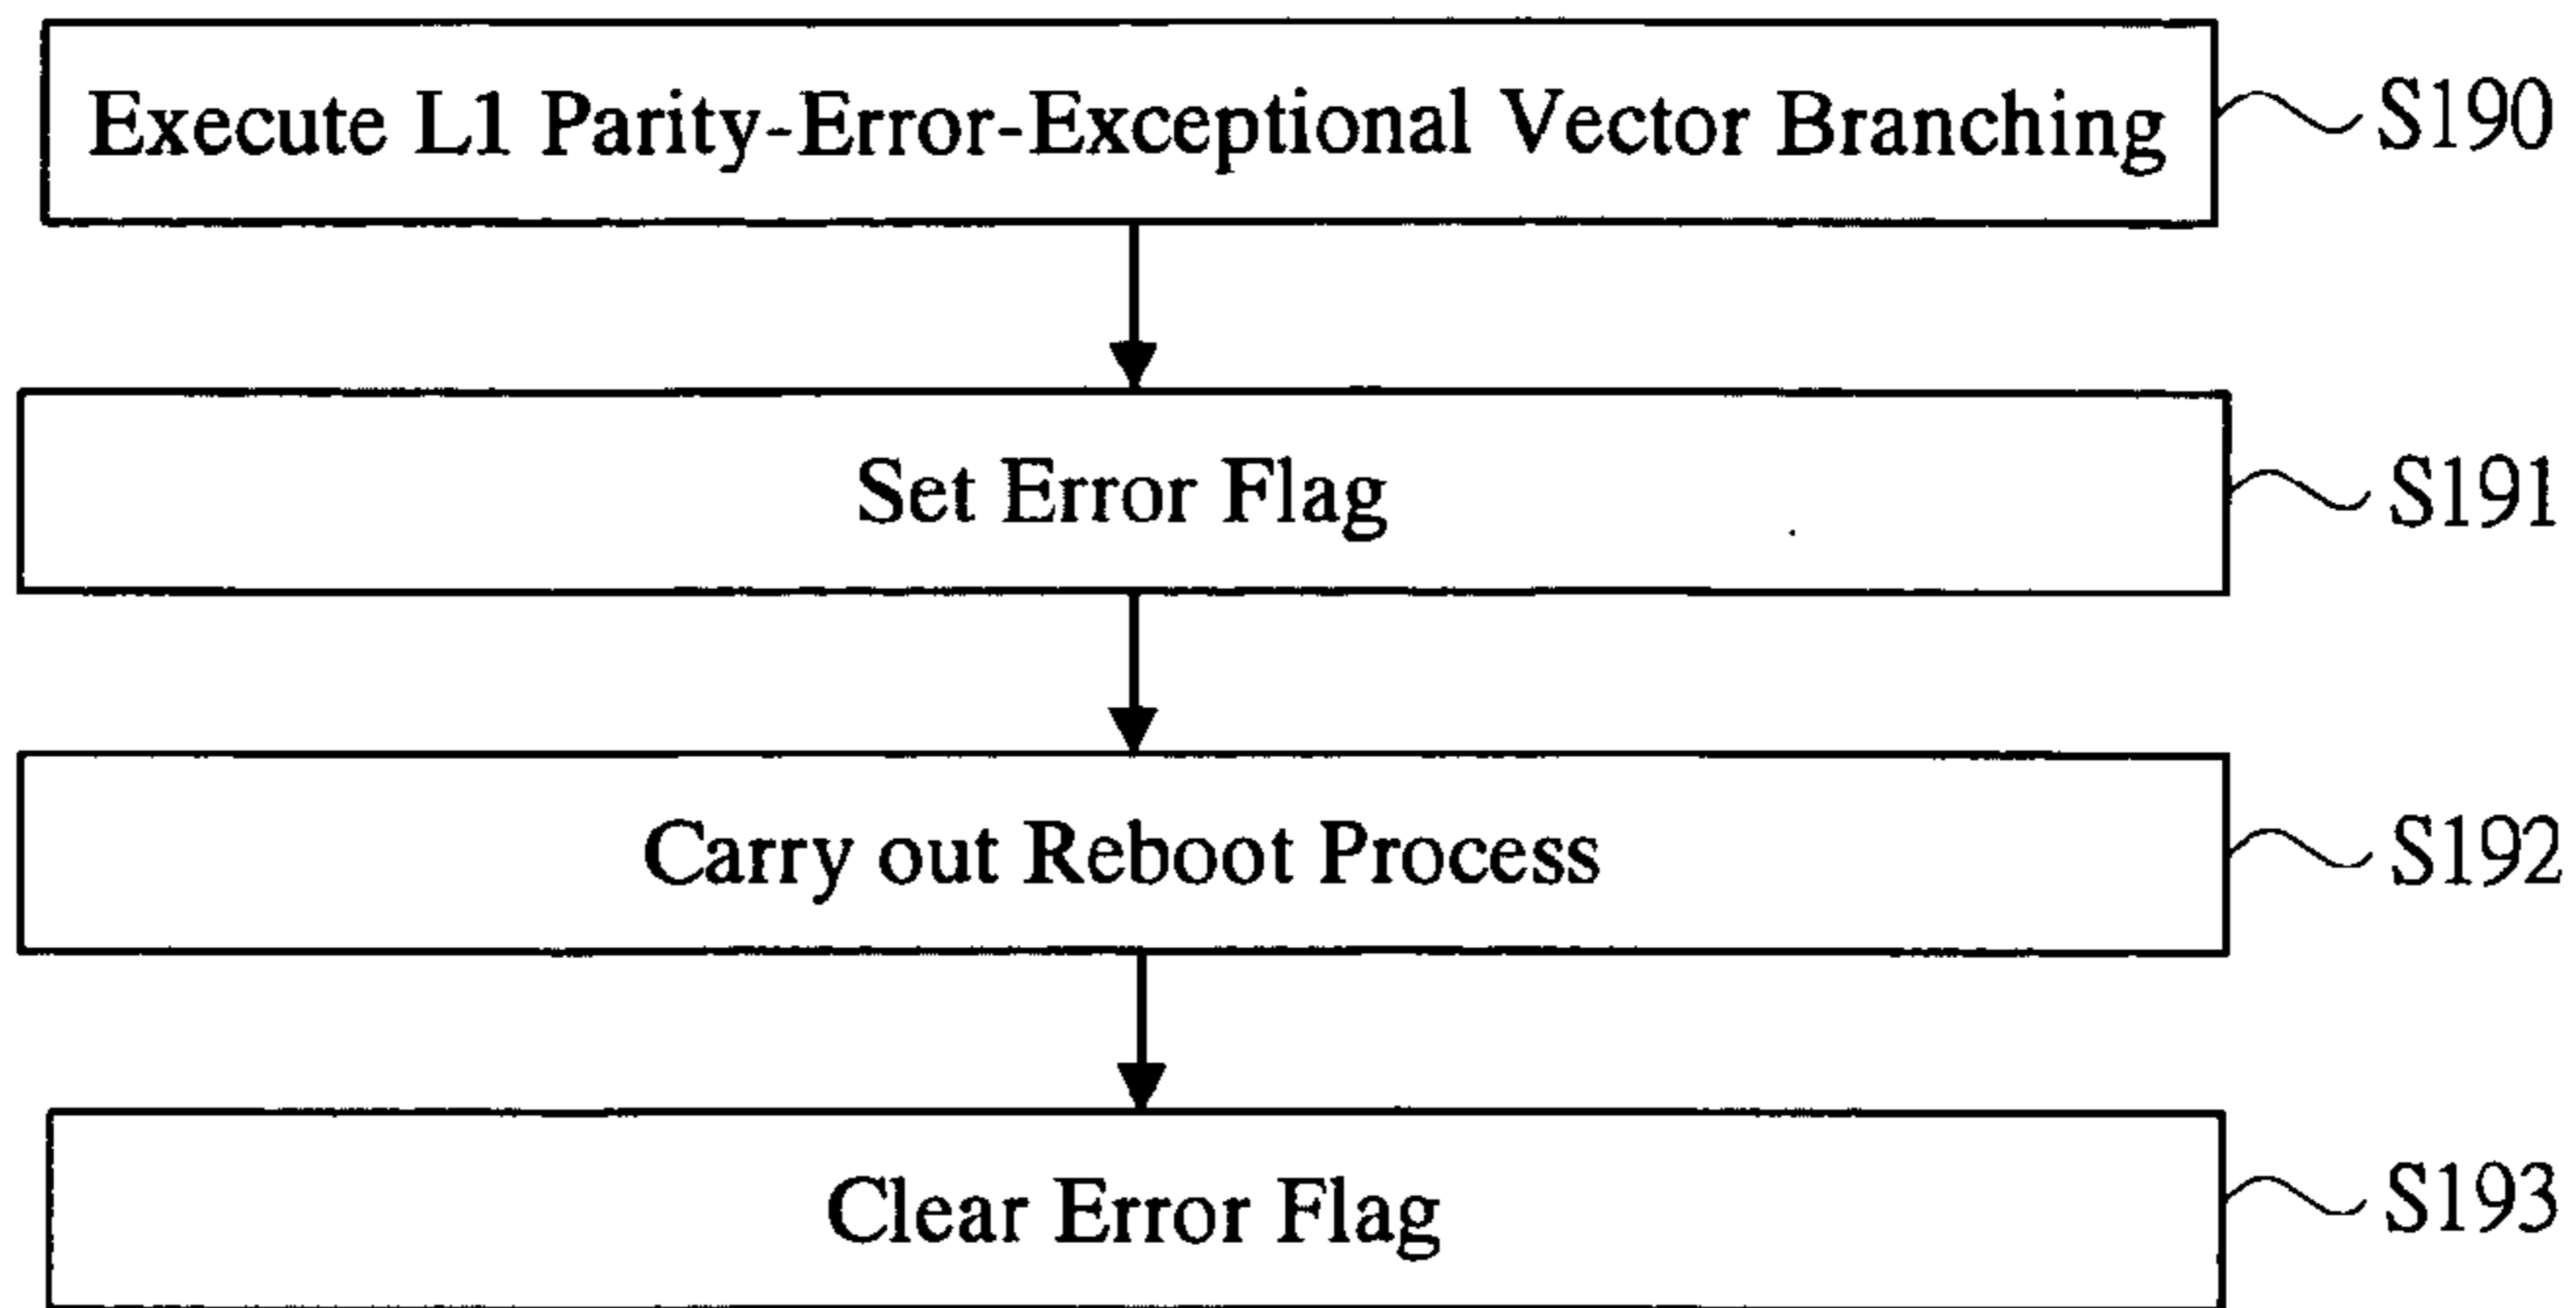 Execute L1 Parity-Error-Exceptional Vector Branching S190
Set Error Flag S191
Carry out Reboot Process S192
Clear Error Flag S193